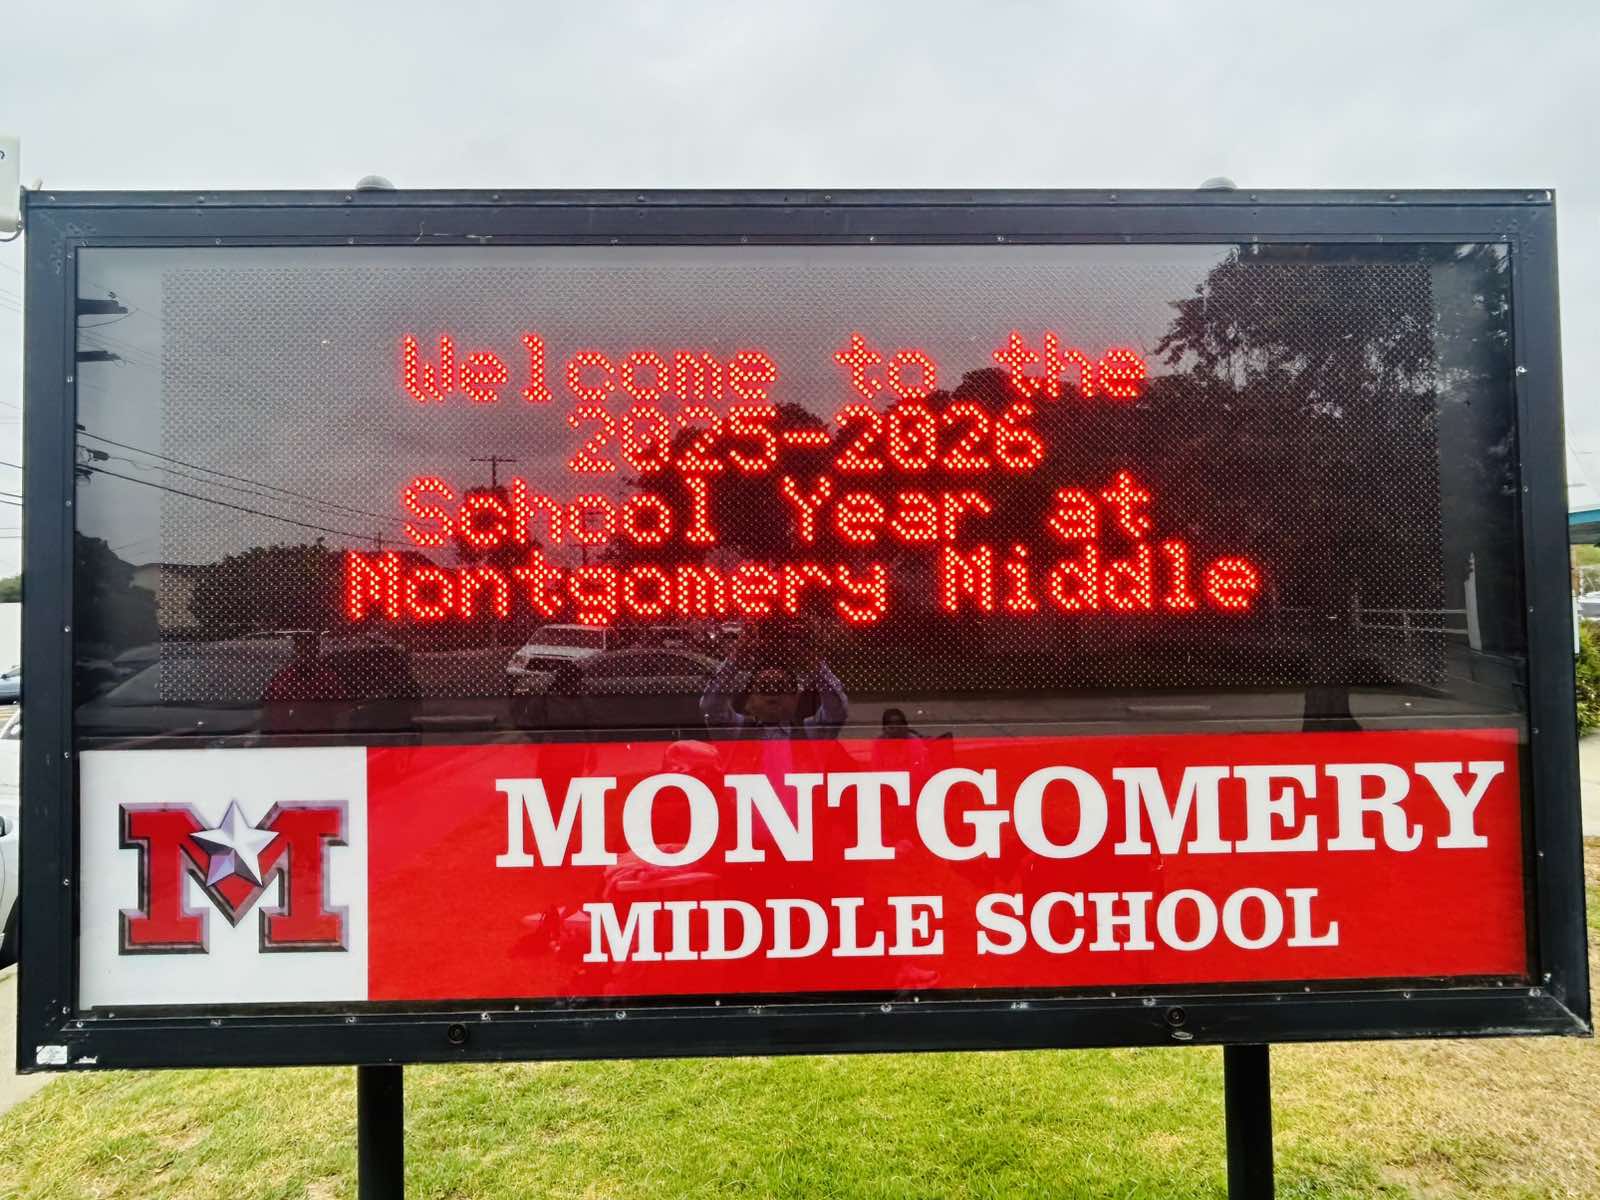 Welcome to the
2025-2026
School Year at
Montgomery Middle
M
MONTGOMERY
MIDDLE SCHOOL